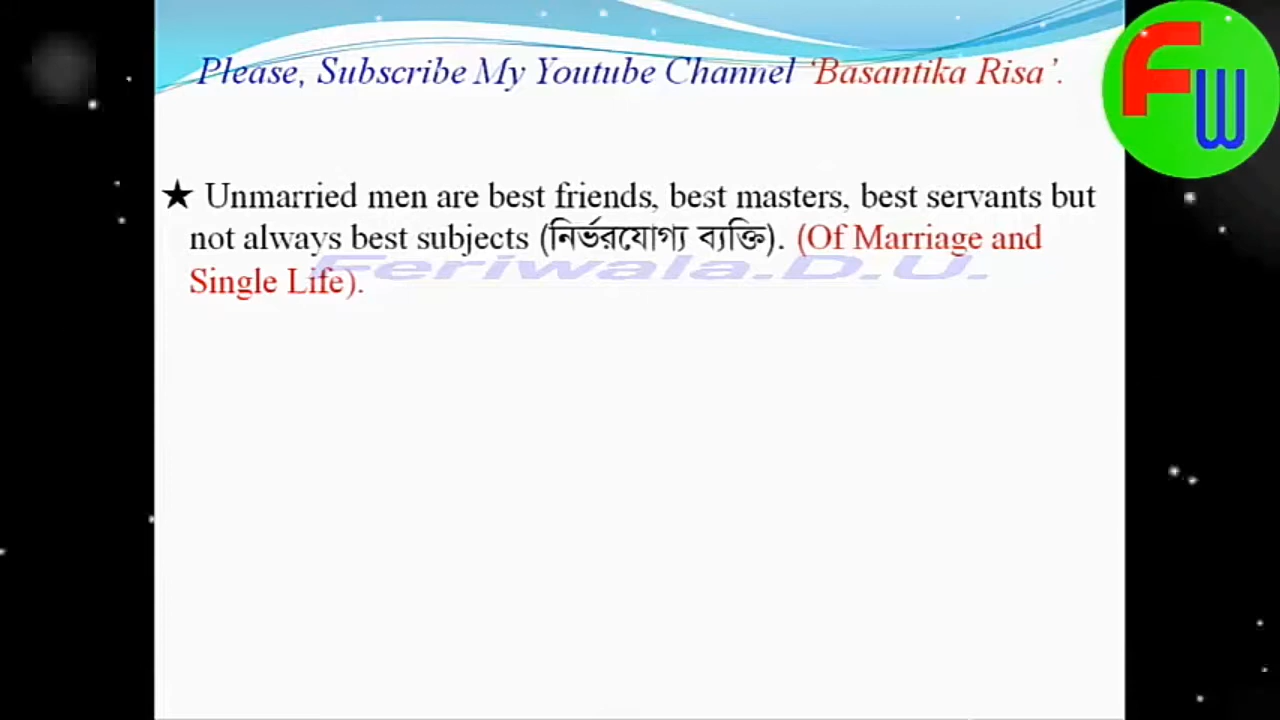 Please, Subscribe My Youtube Channel ‘Basantika Risa’.
FW
★ Unmarried men are best friends, best masters, best servants but
not always best subjects (নির্ভরযোগ্য ব্যক্তি). (Of Marriage and
Feriwala.D.U.
Single Life).